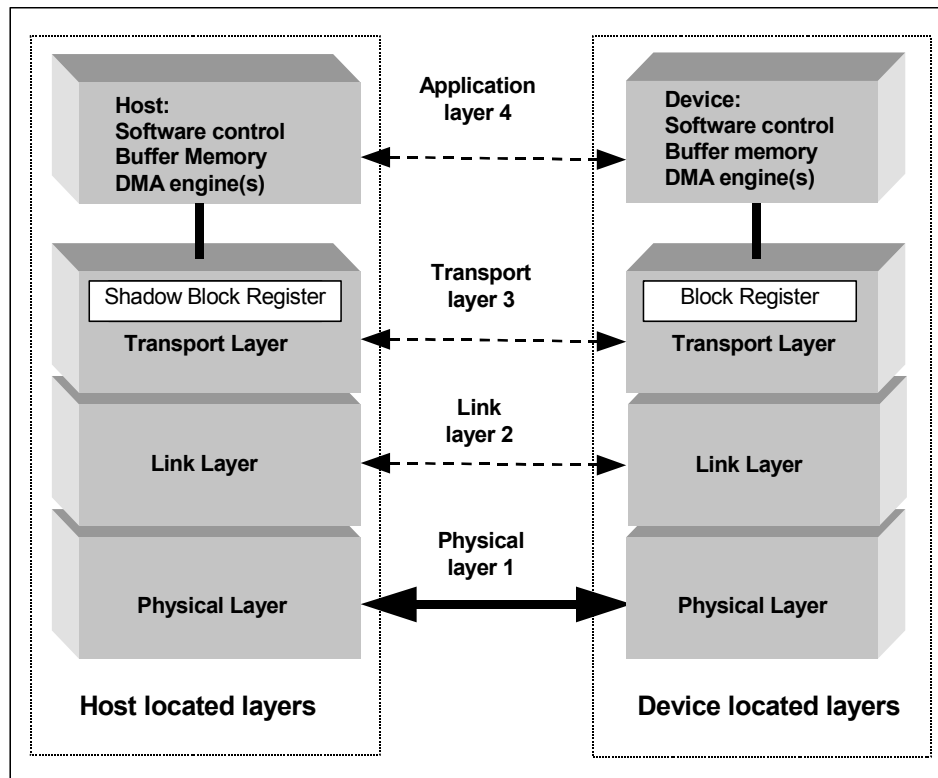 Host:
Software control
Buffer Memory
DMA engine(s)
Application
layer 4
Device:
Software control
Buffer memory
DMA engine(s)
Shadow Block Register
Transport Layer
Transport
layer 3
Block Register
Transport Layer
Link Layer
Link
layer 2
Link Layer
Physical Layer
Physical
layer 1
Physical Layer
Host located layers
Device located layers